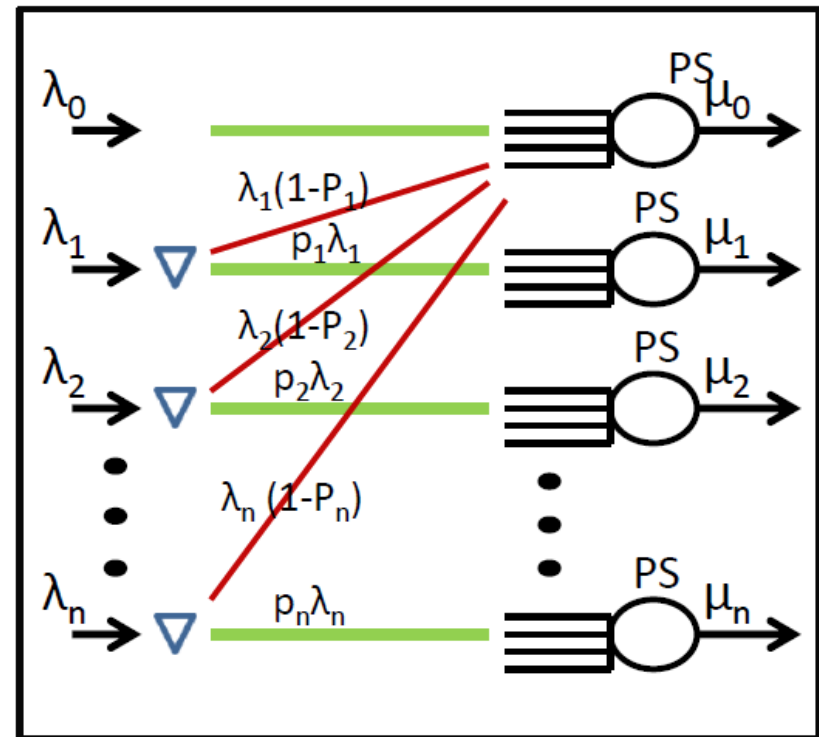 PS
λ₀ μ₀
λ₁(1-P₁)
PS
λ₁ p₁λ₁ μ₁
λ₂(1-P₂)
PS
λ₂ p₂λ₂ μ₂
λₙ (1-Pₙ)
PS
λₙ pₙλₙ μₙ